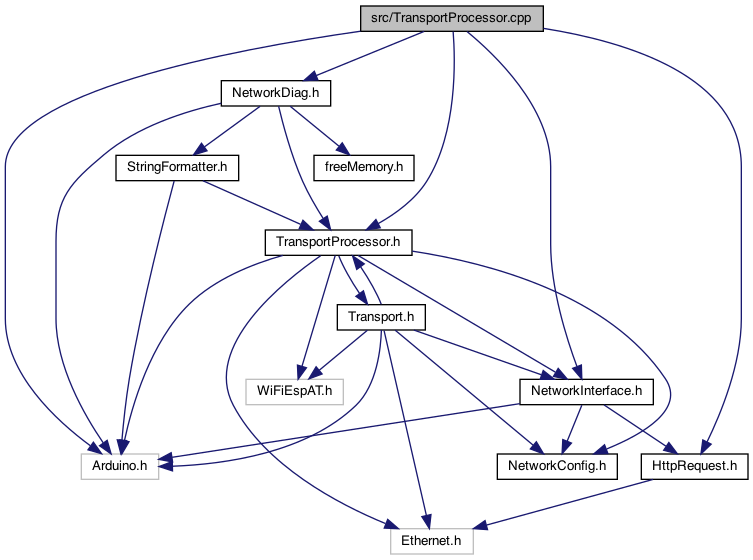 src/TransportProcessor.cpp
NetworkDiag.h
StringFormatter.h
freeMemory.h
TransportProcessor.h
Transport.h
WiFiEspAT.h
NetworkInterface.h
Arduino.h
NetworkConfig.h
HttpRequest.h
Ethernet.h